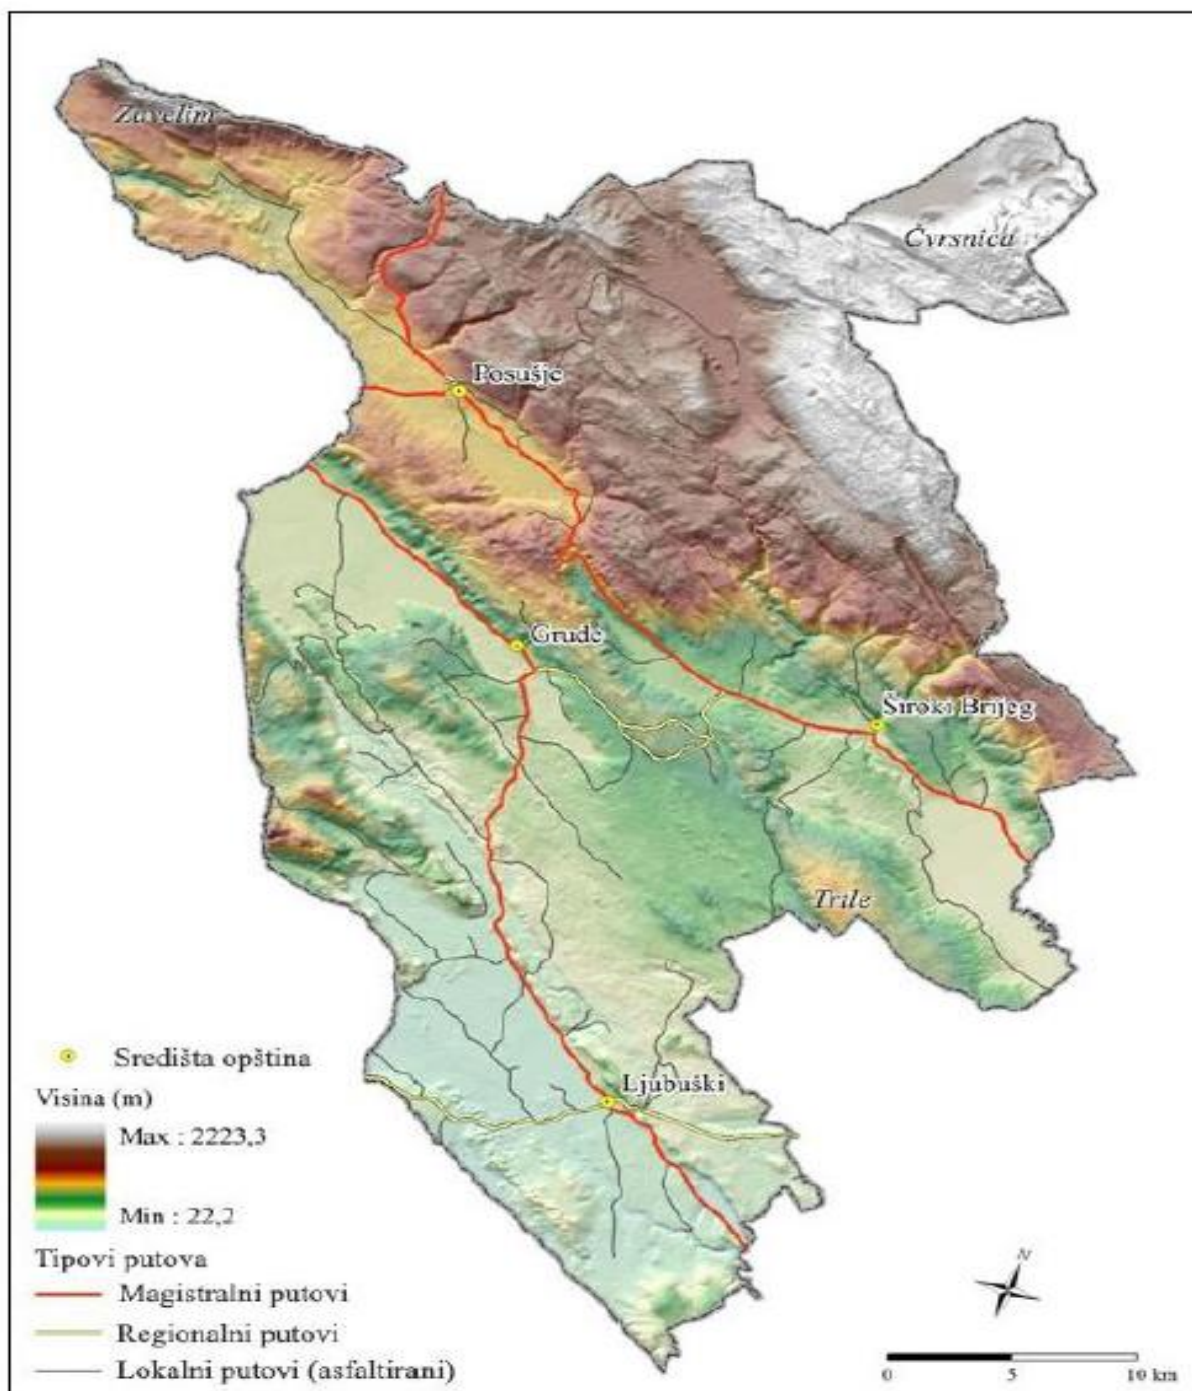 Zavelim
Čvrsnica
Posušje
Grude
Široki Brijeg
Trile
Ljubuški
Središta opština
Visina (m)
Max : 2223,3
Min : 22,2
Tipovi putova
Magistralni putovi
Regionalni putovi
Lokalni putovi (asfaltirani)
N
0 5 10 km